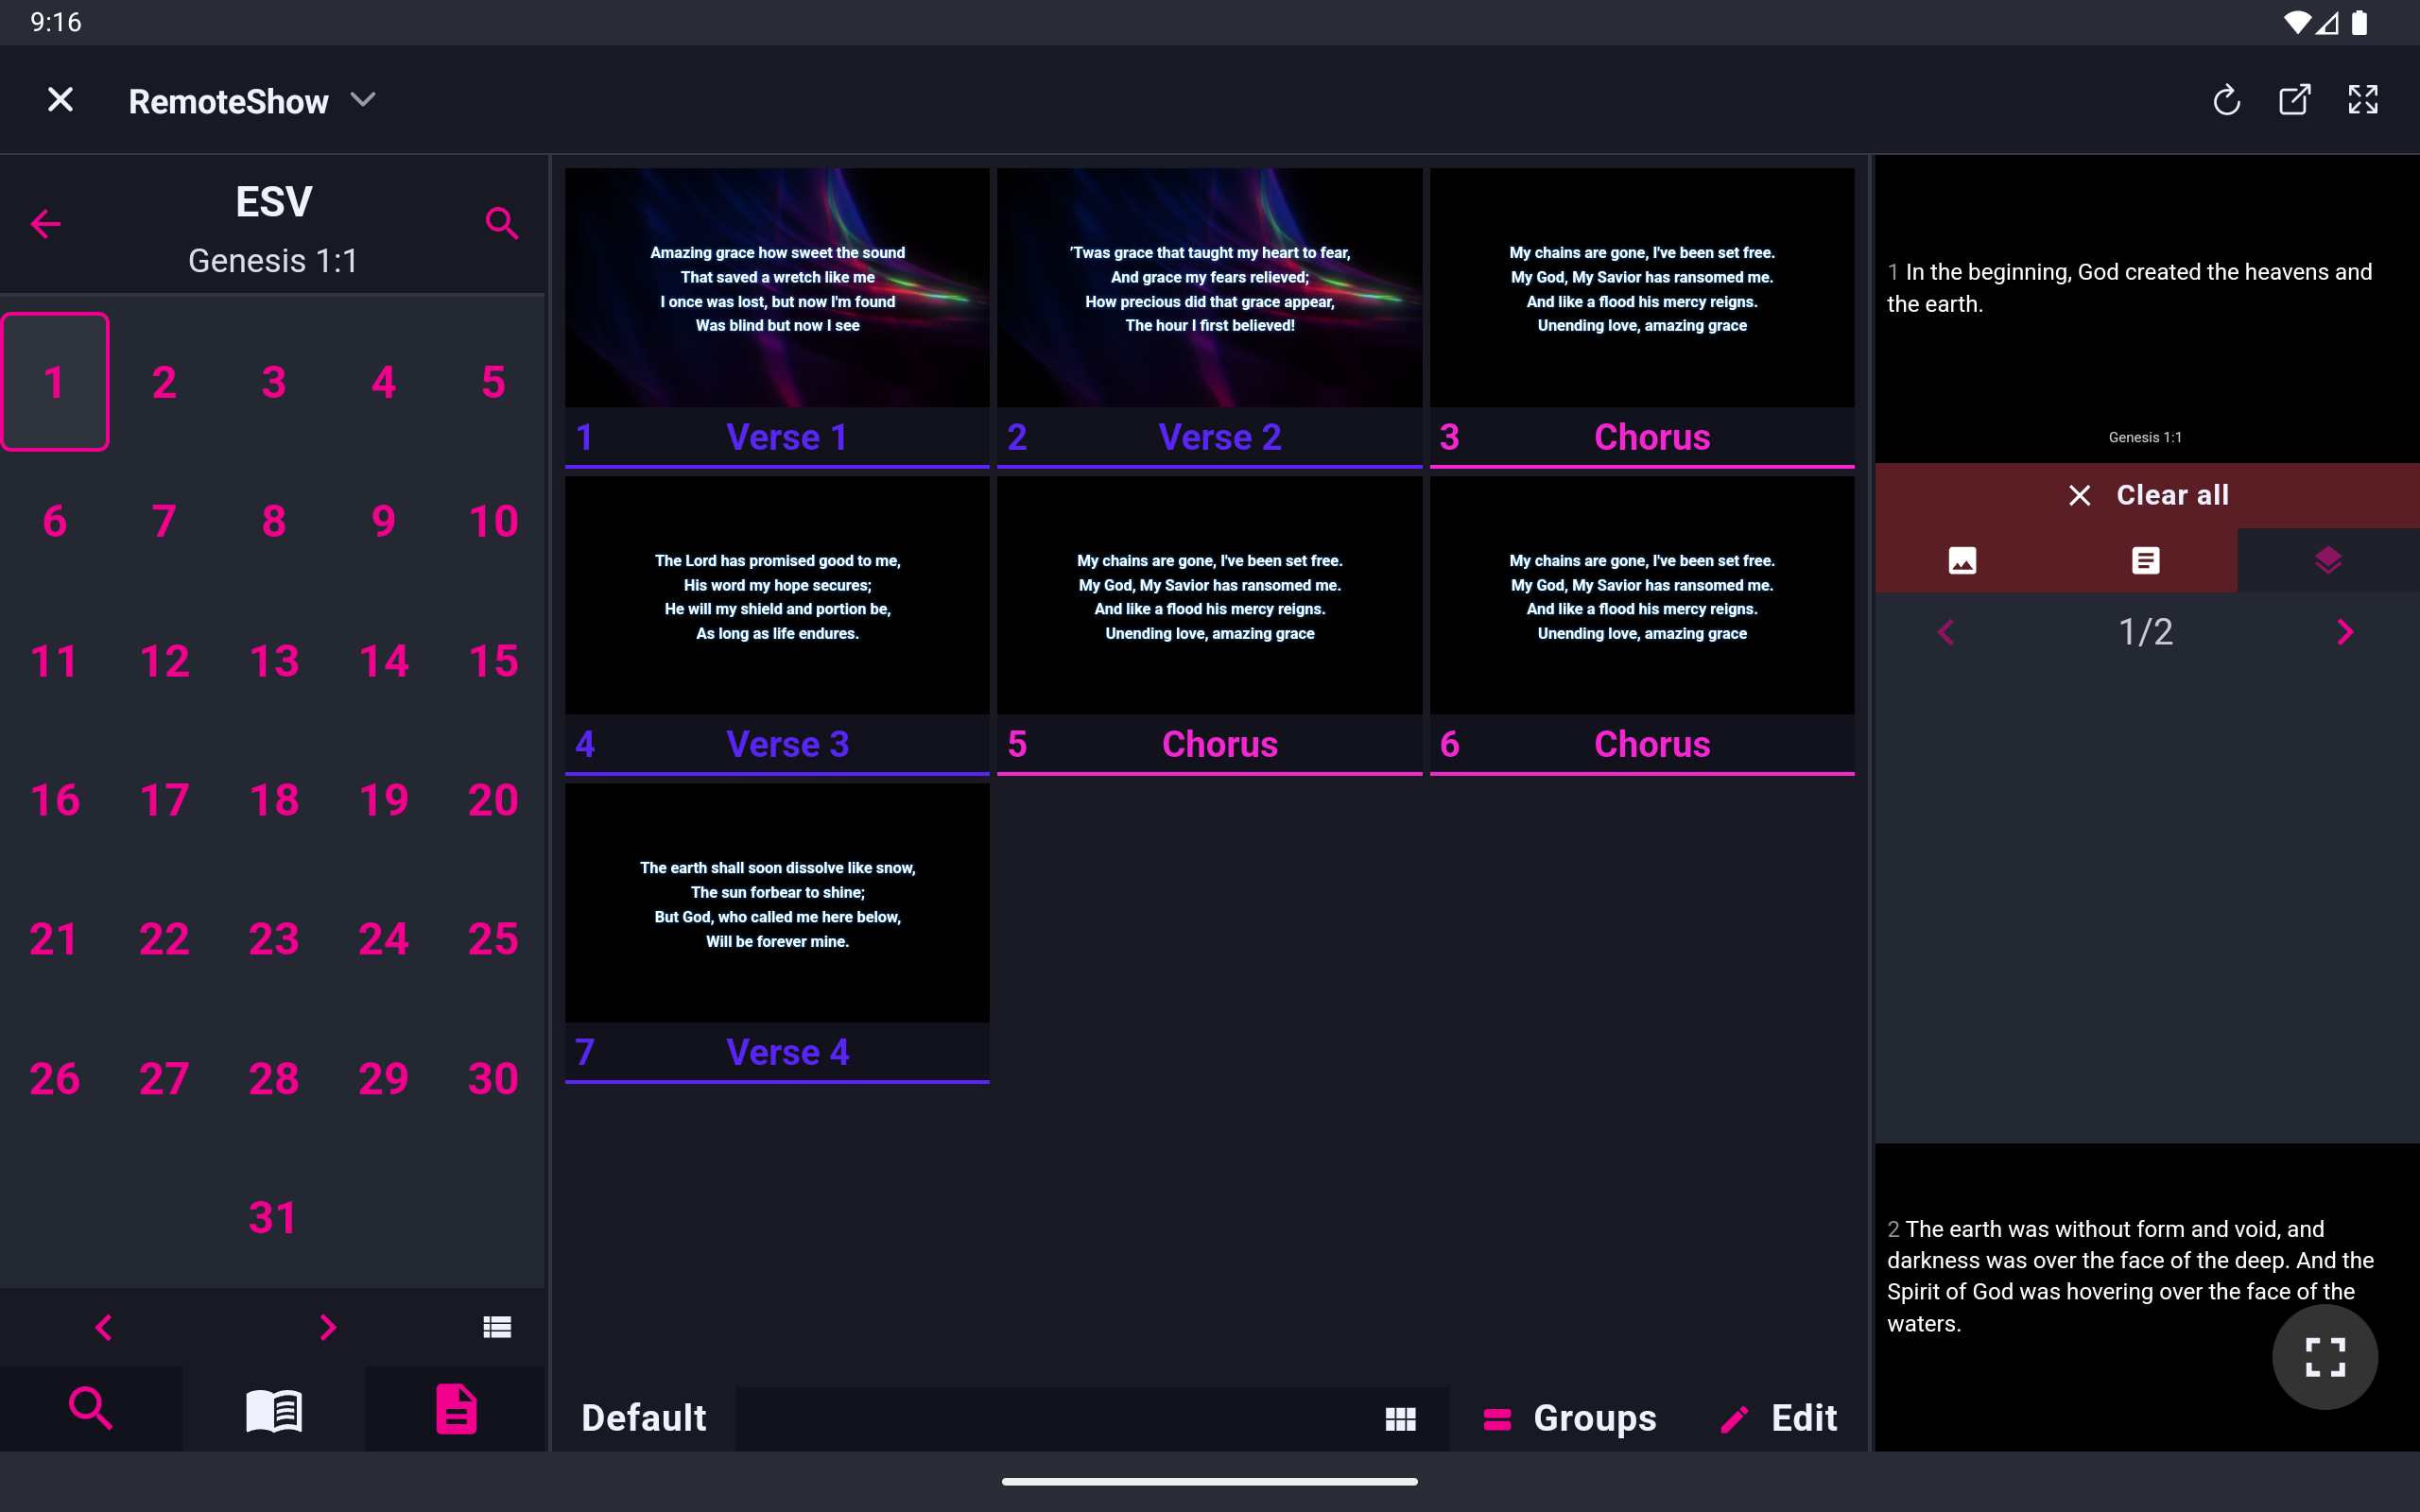 9:16
RemoteShow
ESV
Genesis 1:1
1 2 3 4 5
6 7 8 9 10
11 12 13 14 15
16 17 18 19 20
21 22 23 24 25
26 27 28 29 30
31
Amazing grace how sweet the sound
That saved a wretch like me
I once was lost, but now I'm found
Was blind but now I see
1 Verse 1
'Twas grace that taught my heart to fear,
And grace my fears relieved;
How precious did that grace appear,
The hour I first believed!
2 Verse 2
My chains are gone, I've been set free.
My God, My Savior has ransomed me.
And like a flood his mercy reigns.
Unending love, amazing grace
3 Chorus
The Lord has promised good to me,
His word my hope secures;
He will my shield and portion be,
As long as life endures.
4 Verse 3
My chains are gone, I've been set free.
My God, My Savior has ransomed me.
And like a flood his mercy reigns.
Unending love, amazing grace
5 Chorus
My chains are gone, I've been set free.
My God, My Savior has ransomed me.
And like a flood his mercy reigns.
Unending love, amazing grace
6 Chorus
The earth shall soon dissolve like snow,
The sun forbear to shine;
But God, who called me here below,
Will be forever mine.
7 Verse 4
Default
Groups
Edit
1 In the beginning, God created the heavens and
the earth.
Genesis 1:1
Clear all
1/2
2 The earth was without form and void, and
darkness was over the face of the deep. And the
Spirit of God was hovering over the face of the
waters.